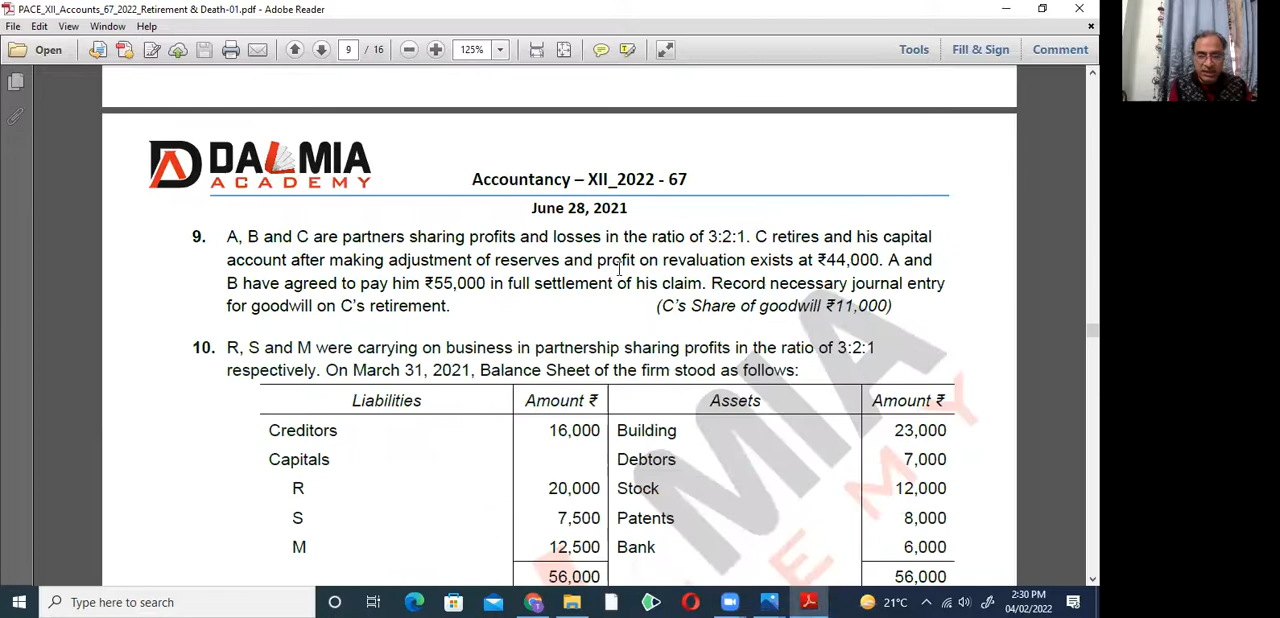 PACE_XII_Accounts_67_2022_Retirement & Death-01.pdf - Adobe Reader
File Edit View Window Help
Open 9 / 16 125% Tools Fill & Sign Comment
DALMIA
ACADEMY
Accountancy – XII_2022 - 67
June 28, 2021
9. A, B and C are partners sharing profits and losses in the ratio of 3:2:1. C retires and his capital
account after making adjustment of reserves and profit on revaluation exists at ₹44,000. A and
B have agreed to pay him ₹55,000 in full settlement of his claim. Record necessary journal entry
for goodwill on C's retirement. (C's Share of goodwill ₹11,000)
10. R, S and M were carrying on business in partnership sharing profits in the ratio of 3:2:1
respectively. On March 31, 2021, Balance Sheet of the firm stood as follows:
Liabilities Amount ₹ Assets Amount ₹
Creditors 16,000 Building 23,000
Capitals Debtors 7,000
R 20,000 Stock 12,000
S 7,500 Patents 8,000
M 12,500 Bank 6,000
56,000 56,000
Type here to search 21°C 2:30 PM
04/02/2022